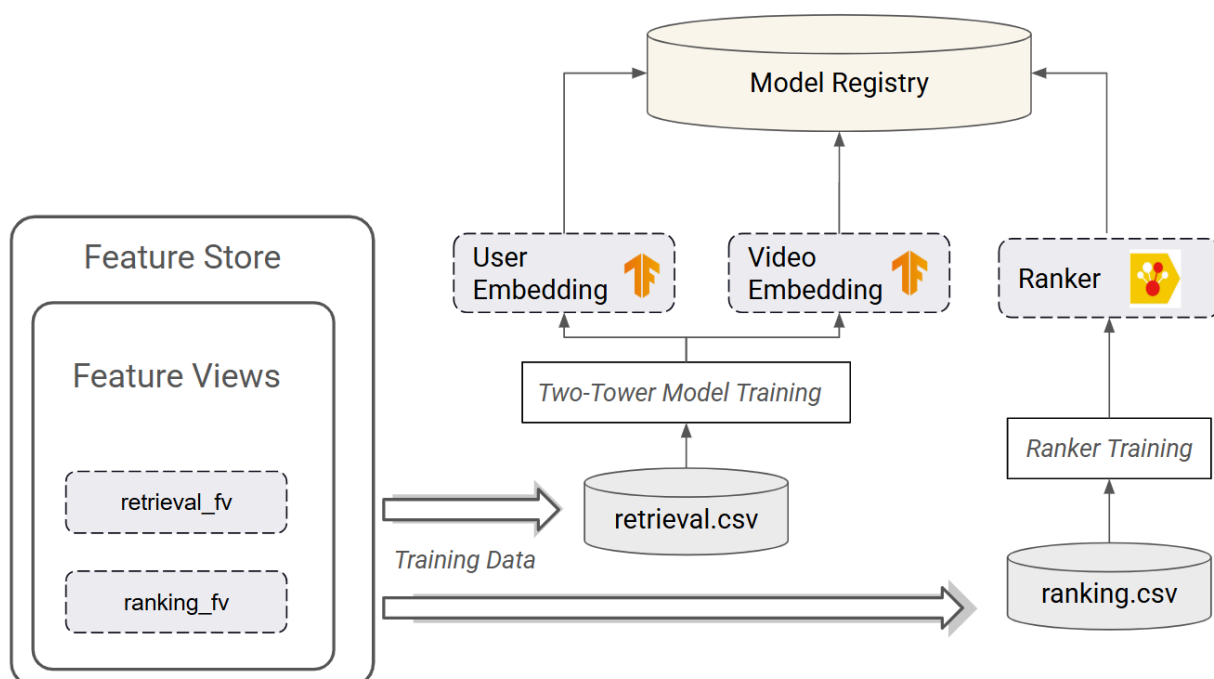 Model Registry
Feature Store
Feature Views
retrieval_fv
ranking_fv
User
Embedding
Video
Embedding
Ranker
Two-Tower Model Training
Ranker Training
retrieval.csv
Training Data
ranking.csv